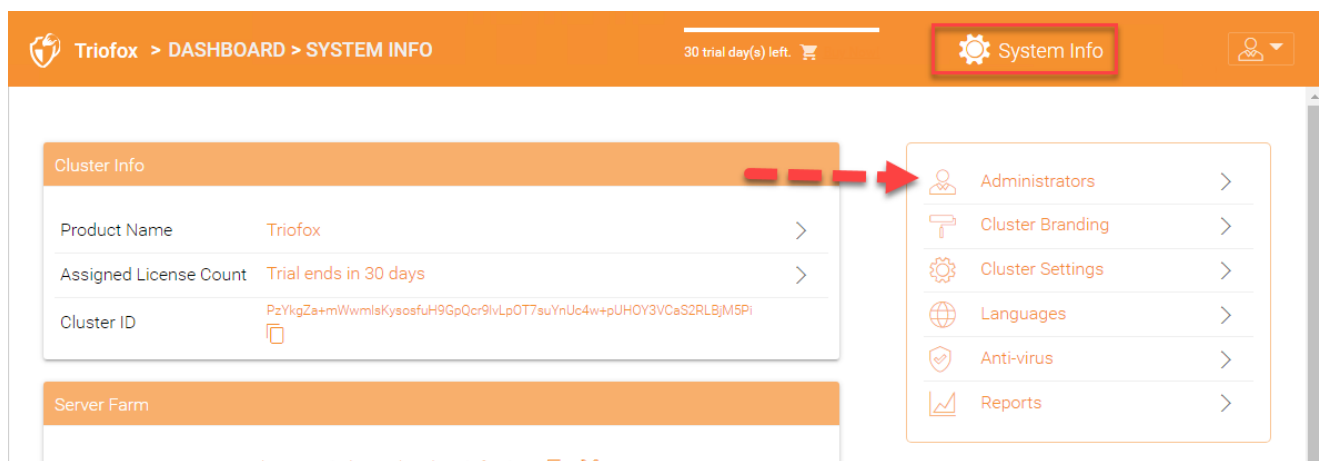 Triofox > DASHBOARD > SYSTEM INFO
30 trial day(s) left.
System Info
Cluster Info
Product Name Triofox
Assigned License Count Trial ends in 30 days
Cluster ID PzYkgZa+mWwmlsKysosfuH9GpQcr9lvLpOT7suYnUc4w+pUHOY3VCaS2RLBjM5Pi
Server Farm
Administrators
Cluster Branding
Cluster Settings
Languages
Anti-virus
Reports